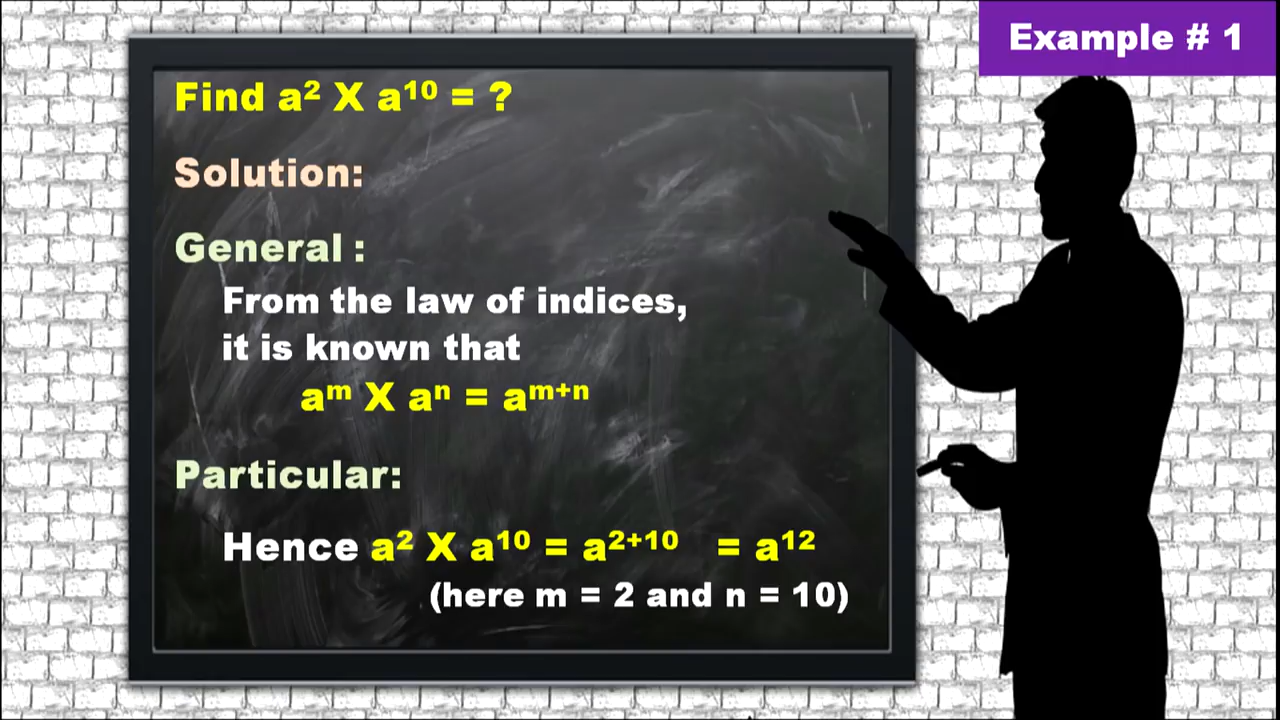 Example # 1
Find a² X a¹⁰ = ?
Solution:
General :
From the law of indices,
it is known that
aᵐ X aⁿ = aᵐ⁺ⁿ
Particular:
Hence a² X a¹⁰ = a²⁺¹⁰ = a¹²
(here m = 2 and n = 10)